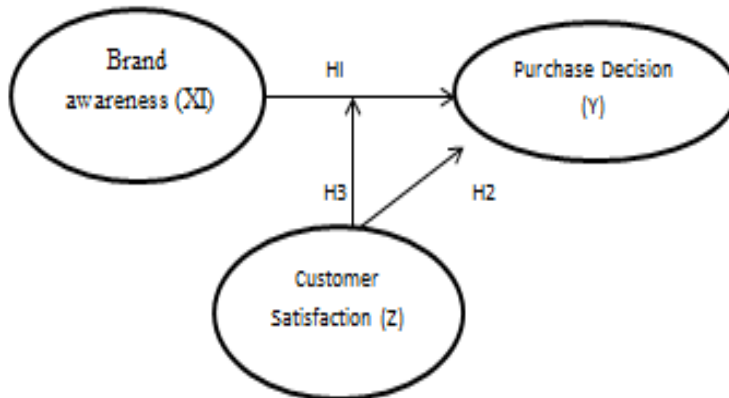 Brand
awareness (XI)
HI
Purchase Decision
(Y)
H3
H2
Customer
Satisfaction (Z)